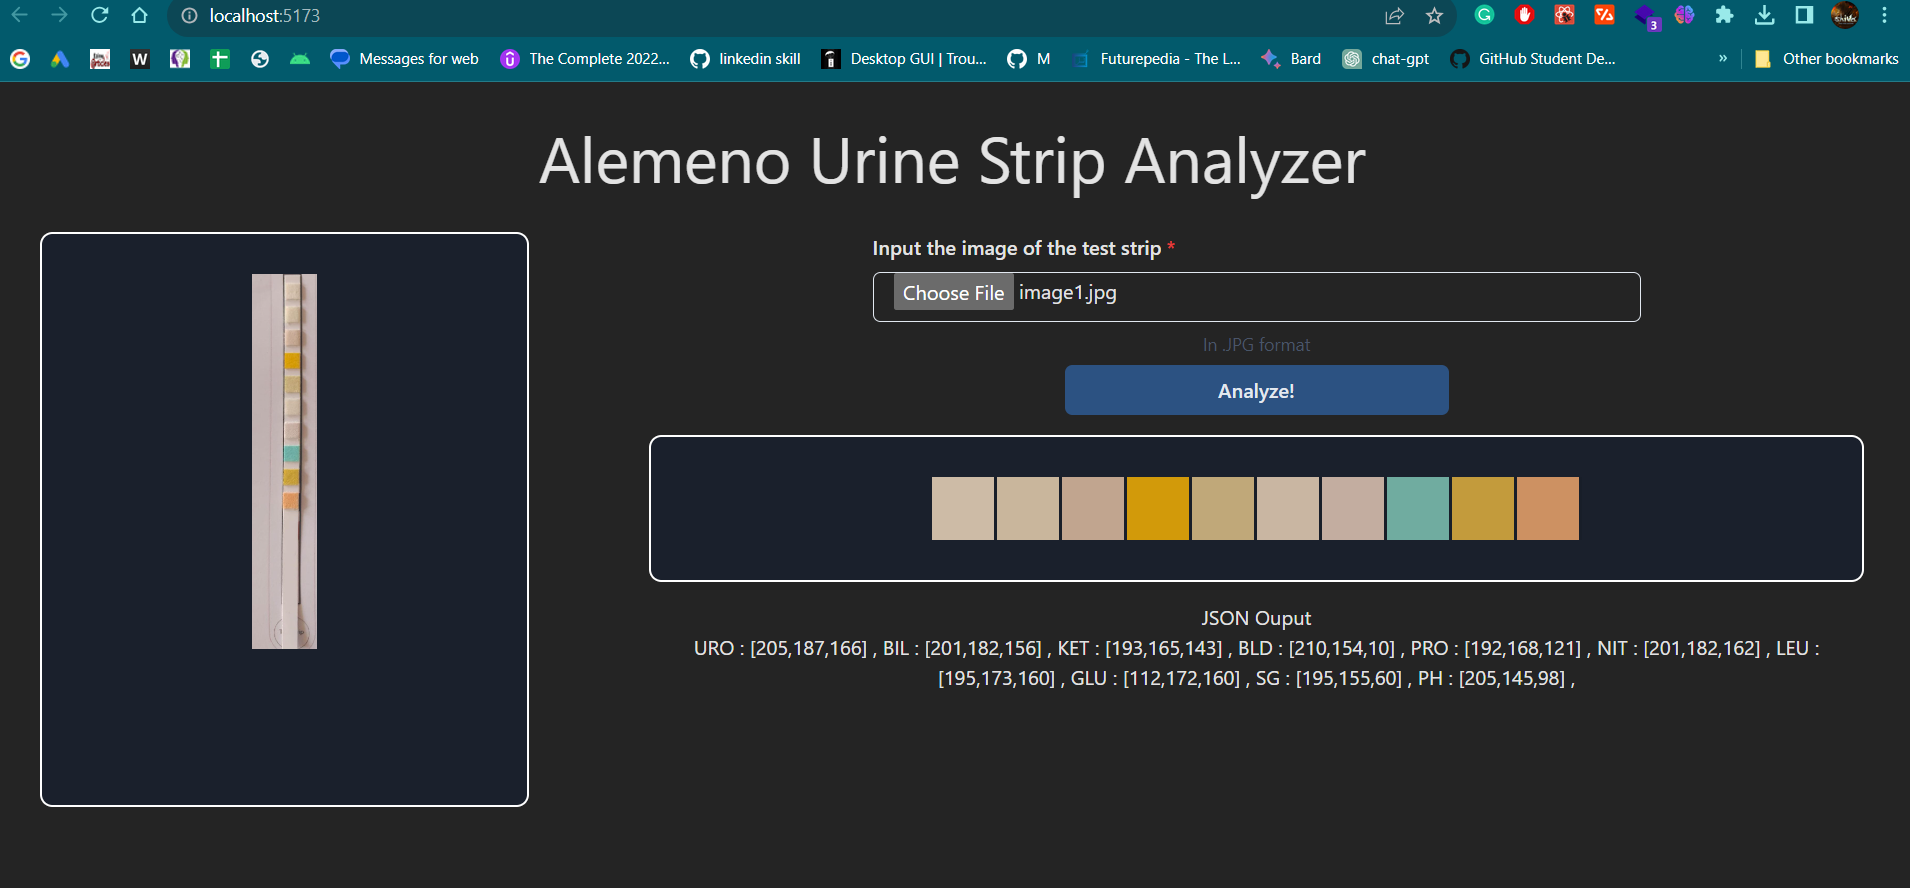 localhost:5173
3
G
W
Messages for web
The Complete 2022...
linkedin skill
Desktop GUI | Trou...
M
Futurepedia - The L...
Bard
chat-gpt
GitHub Student De...
»
Other bookmarks
Alemeno Urine Strip Analyzer
Input the image of the test strip *
Choose File image1.jpg
In .JPG format
Analyze!
JSON Ouput
URO : [205,187,166] , BIL : [201,182,156] , KET : [193,165,143] , BLD : [210,154,10] , PRO : [192,168,121] , NIT : [201,182,162] , LEU :
[195,173,160] , GLU : [112,172,160] , SG : [195,155,60] , PH : [205,145,98] ,